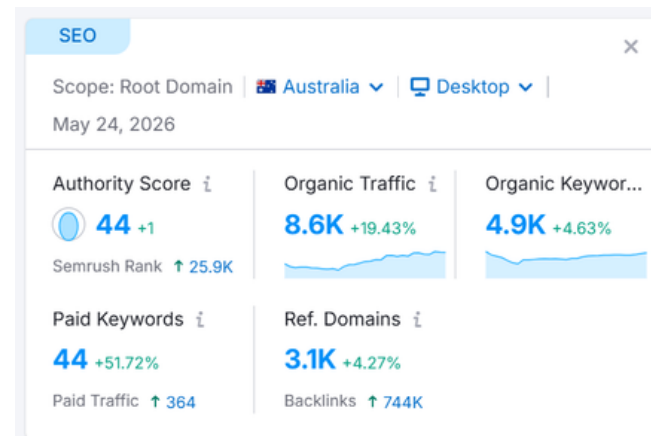 SEO
Scope: Root Domain Australia Desktop
May 24, 2026
Authority Score i Organic Traffic i Organic Keywor...
44 +1 8.6K +19.43% 4.9K +4.63%
Semrush Rank ↑ 25.9K
Paid Keywords i Ref. Domains i
44 +51.72% 3.1K +4.27%
Paid Traffic ↑ 364 Backlinks ↑ 744K